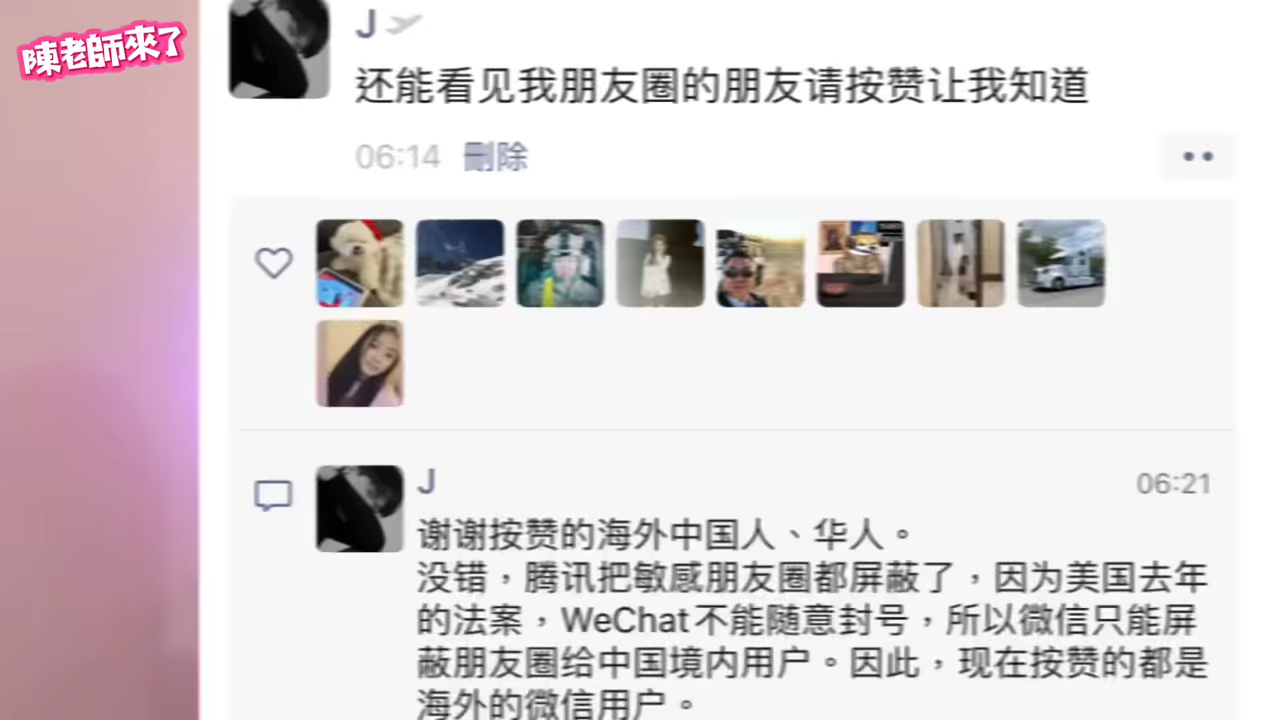 陳老師來了
J
还能看见我朋友圈的朋友请按赞让我知道
06:14 刪除
J
06:21
谢谢按赞的海外中国人、华人。
没错，腾讯把敏感朋友圈都屏蔽了，因为美国去年
的法案，WeChat不能随意封号，所以微信只能屏
蔽朋友圈给中国境内用户。因此，现在按赞的都是
海外的微信用户。